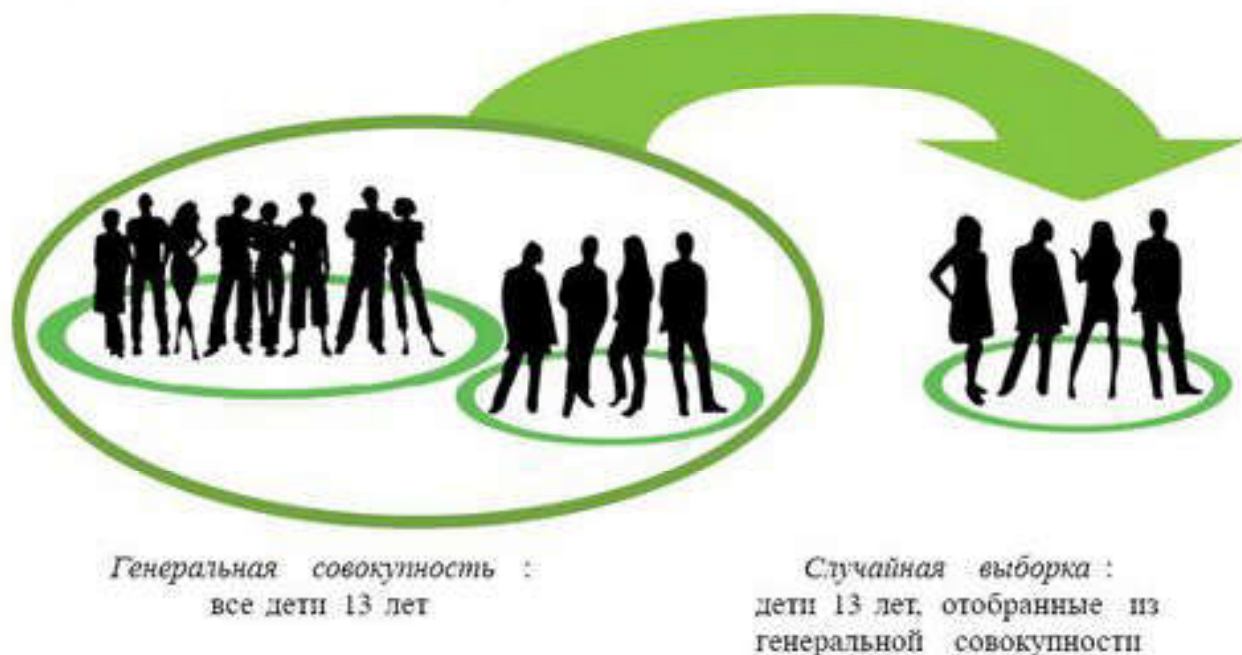 Генеральная совокупность :
все дети 13 лет
Случайная выборка :
дети 13 лет, отобранные из
генеральной совокупности